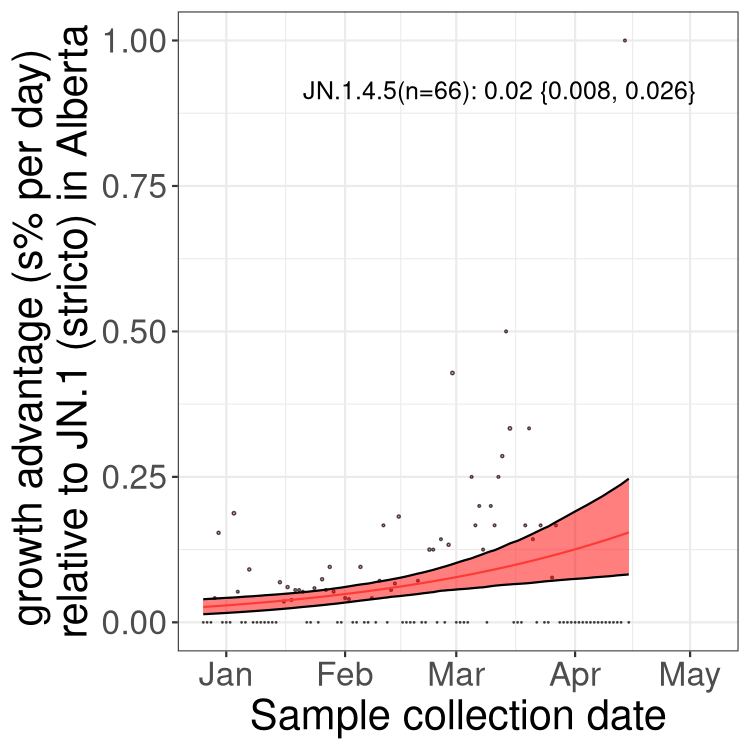 growth advantage (s% per day)
relative to JN.1 (stricto) in Alberta
1.00
0.75
0.50
0.25
0.00
JN.1.4.5(n=66): 0.02 {0.008, 0.026}
Jan Feb Mar Apr May
Sample collection date